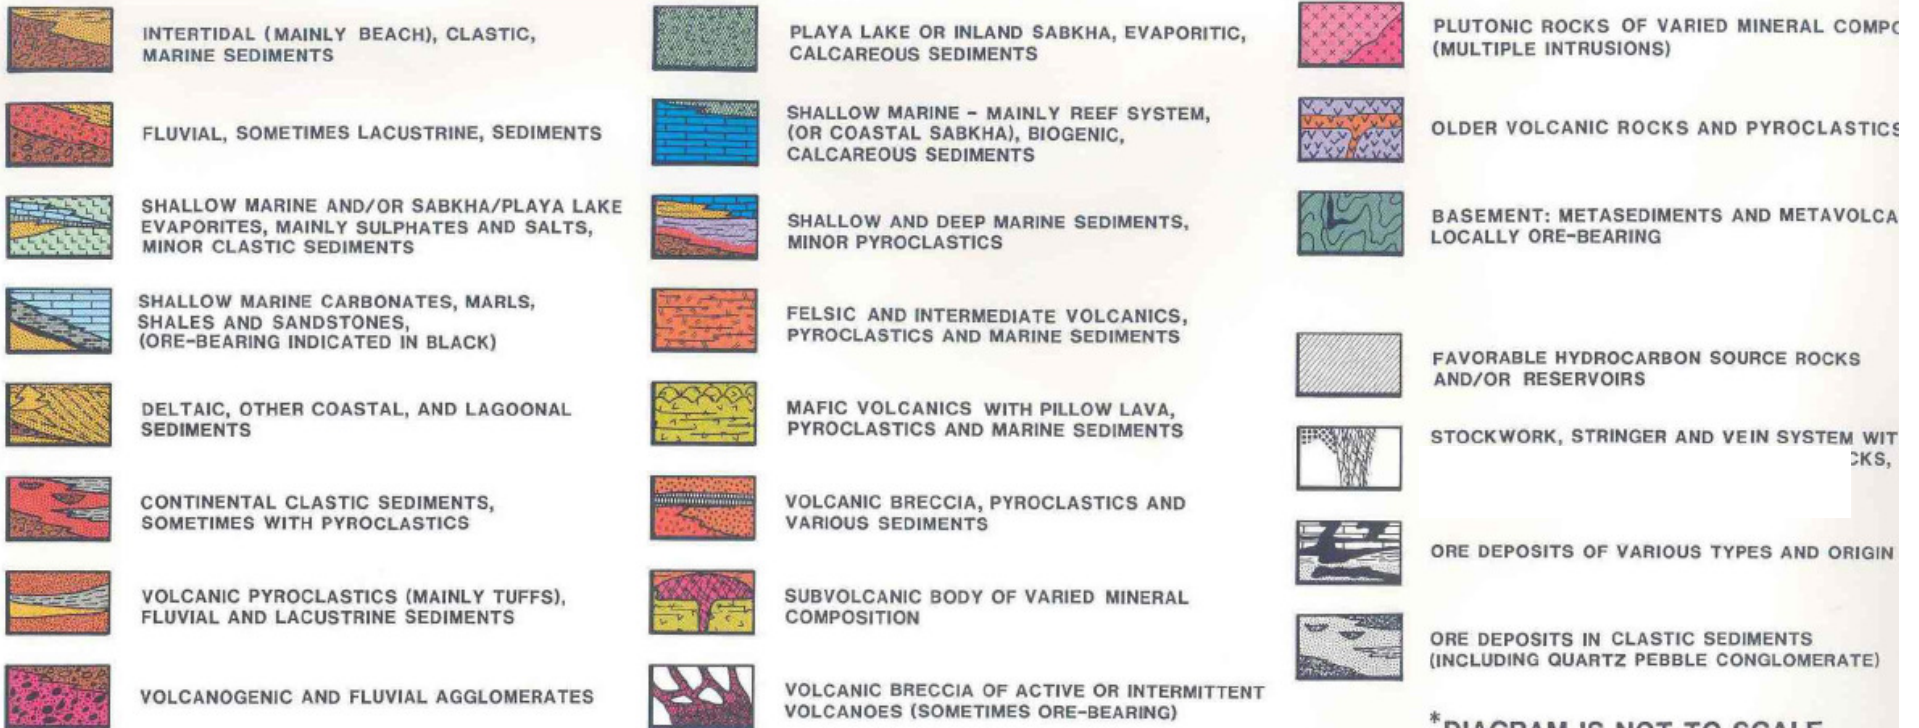 INTERTIDAL (MAINLY BEACH), CLASTIC,
MARINE SEDIMENTS
FLUVIAL, SOMETIMES LACUSTRINE, SEDIMENTS
SHALLOW MARINE AND/OR SABKHA/PLAYA LAKE
EVAPORITES, MAINLY SULPHATES AND SALTS,
MINOR CLASTIC SEDIMENTS
SHALLOW MARINE CARBONATES, MARLS,
SHALES AND SANDSTONES,
(ORE-BEARING INDICATED IN BLACK)
DELTAIC, OTHER COASTAL, AND LAGOONAL
SEDIMENTS
CONTINENTAL CLASTIC SEDIMENTS,
SOMETIMES WITH PYROCLASTICS
VOLCANIC PYROCLASTICS (MAINLY TUFFS),
FLUVIAL AND LACUSTRINE SEDIMENTS
VOLCANOGENIC AND FLUVIAL AGGLOMERATES
PLAYA LAKE OR INLAND SABKHA, EVAPORITIC,
CALCAREOUS SEDIMENTS
SHALLOW MARINE - MAINLY REEF SYSTEM,
(OR COASTAL SABKHA), BIOGENIC,
CALCAREOUS SEDIMENTS
SHALLOW AND DEEP MARINE SEDIMENTS,
MINOR PYROCLASTICS
FELSIC AND INTERMEDIATE VOLCANICS,
PYROCLASTICS AND MARINE SEDIMENTS
MAFIC VOLCANICS WITH PILLOW LAVA,
PYROCLASTICS AND MARINE SEDIMENTS
VOLCANIC BRECCIA, PYROCLASTICS AND
VARIOUS SEDIMENTS
SUBVOLCANIC BODY OF VARIED MINERAL
COMPOSITION
VOLCANIC BRECCIA OF ACTIVE OR INTERMITTENT
VOLCANOES (SOMETIMES ORE-BEARING)
PLUTONIC ROCKS OF VARIED MINERAL COMPO
(MULTIPLE INTRUSIONS)
OLDER VOLCANIC ROCKS AND PYROCLASTICS
BASEMENT: METASEDIMENTS AND METAVOLCA
LOCALLY ORE-BEARING
FAVORABLE HYDROCARBON SOURCE ROCKS
AND/OR RESERVOIRS
STOCKWORK, STRINGER AND VEIN SYSTEM WIT
CKS,
ORE DEPOSITS OF VARIOUS TYPES AND ORIGIN
ORE DEPOSITS IN CLASTIC SEDIMENTS
(INCLUDING QUARTZ PEBBLE CONGLOMERATE)
*DIAGRAM IS NOT TO SCALE